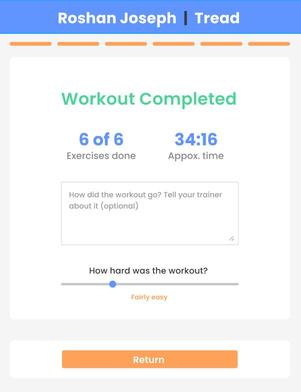 Roshan Joseph | Tread
Workout Completed
6 of 6 34:16
Exercises done Appox. time
How did the workout go? Tell your trainer
about it (optional)
How hard was the workout?
Fairly easy
Return